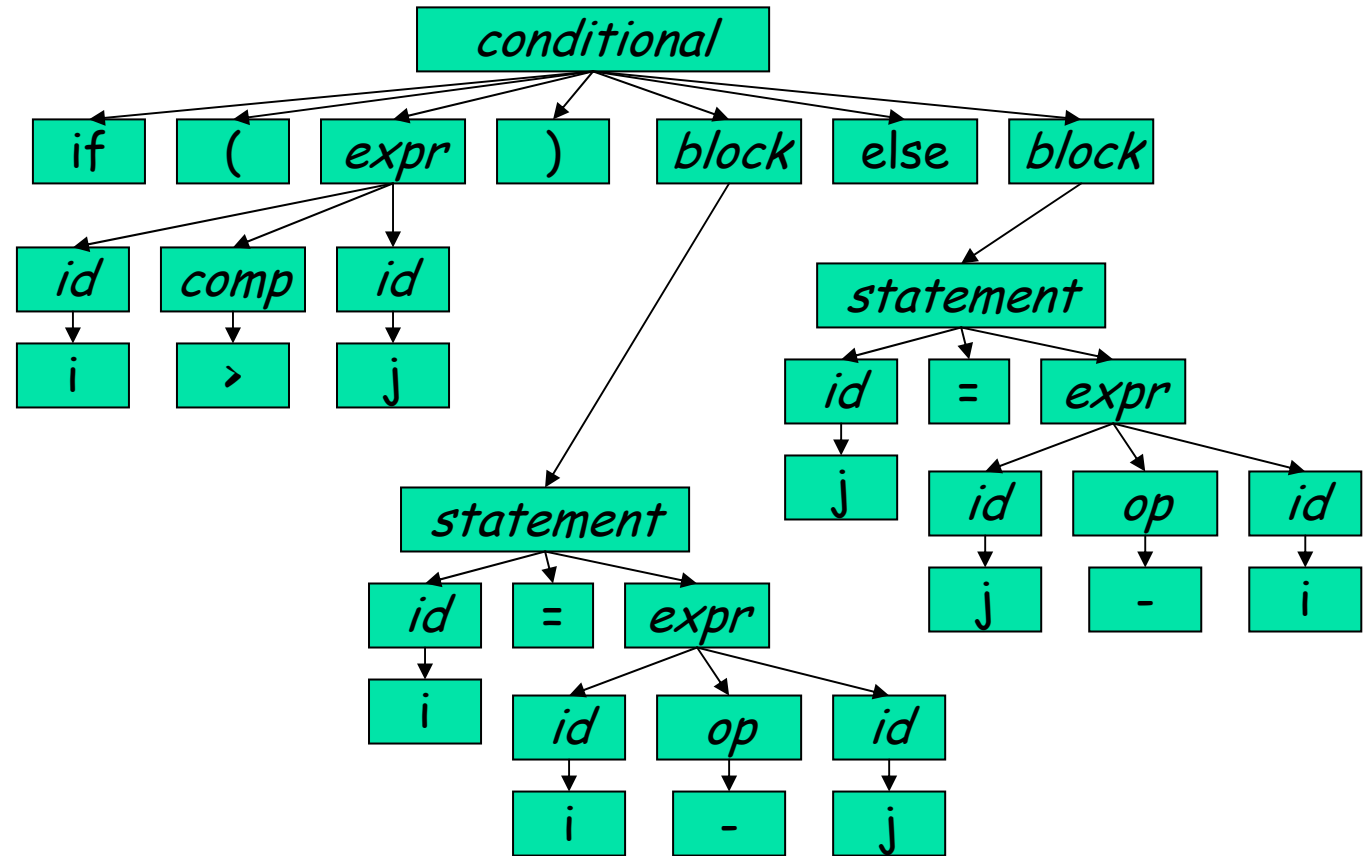 conditional
if ( expr ) block else block
id comp id
statement
i > j
id = expr
j
id op id
statement
j - i
id = expr
i
id op id
i - j